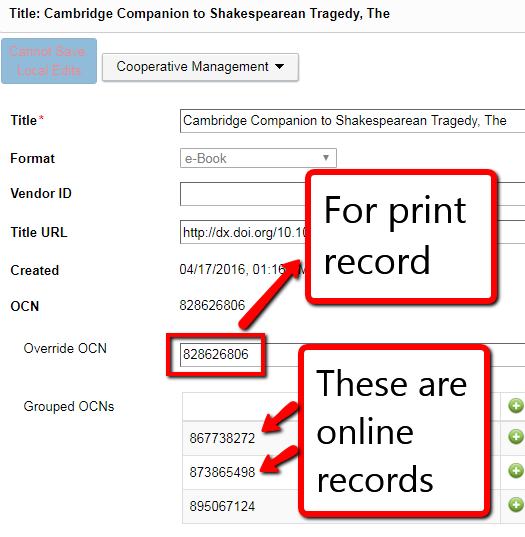 Title: Cambridge Companion to Shakespearean Tragedy, The
Cannot Save
Local Edits
Cooperative Management
Title*
Cambridge Companion to Shakespearean Tragedy, The
Format
e-Book
Vendor ID
Title URL
http://dx.doi.org/10.10
Created
04/17/2016, 01:16
OCN
828626806
Override OCN
828626806
For print
record
Grouped OCNs
867738272
873865498
895067124
These are
online
records